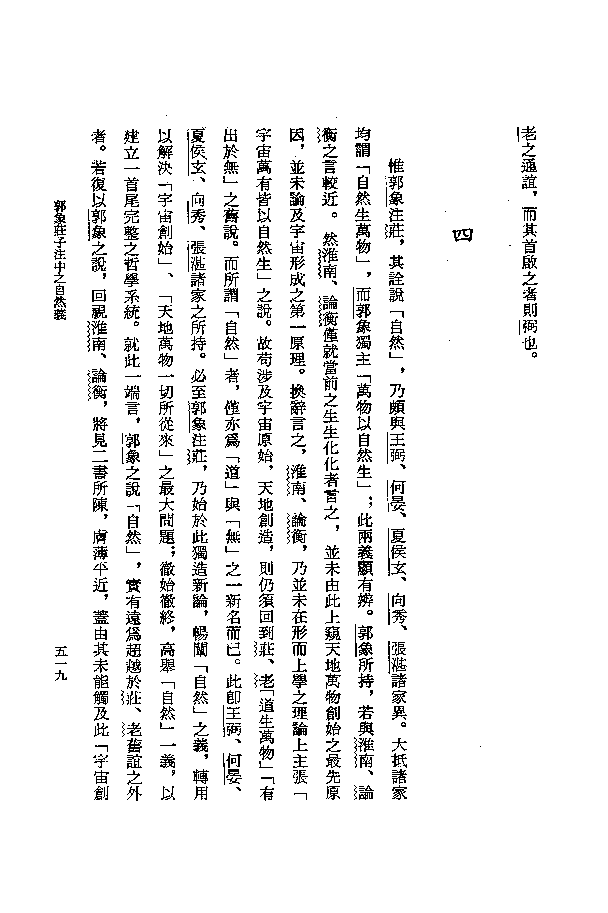 老之通誼，而其首啟之者則弼也。
四
惟郭象注莊，其詮說「自然」，乃頗與王弼、何晏、夏侯玄、向秀、張湛諸家異。大抵諸家
均謂「自然生萬物」，而郭象獨主「萬物以自然生」；此兩義顯有辨。郭象所持，若與淮南、論
衡之言較近。然淮南、論衡僅就當前之生生化化者言之，並未由此上窺天地萬物創始之最先原
因，並未論及宇宙形成之第一原理。換辭言之，淮南、論衡，乃並未在形而上學之理論上主張「
宇宙萬有皆以自然生」之說。故苟涉及宇宙原始，天地創造，則仍須回到莊、老「道生萬物」「有
出於無」之舊說。而所謂「自然」者，僅亦為「道」與「無」之一新名而已。此即王弼、何晏、
夏侯玄、向秀、張湛諸家之所持。必至郭象注莊，乃始於此獨造新論，暢闡「自然」之義，轉用
以解決「宇宙創始」、「天地萬物一切所從來」之最大問題；徹始徹終，高舉「自然」一義，以
建立一首尾完整之哲學系統。就此一端言，郭象之說「自然」，實有遠為超越於莊、老舊誼之外
者。若復以郭象之說，回視淮南、論衡，將見二書所陳，膚薄平近，蓋由其未能觸及此「宇宙創
郭象莊子注中之自然義
五一九